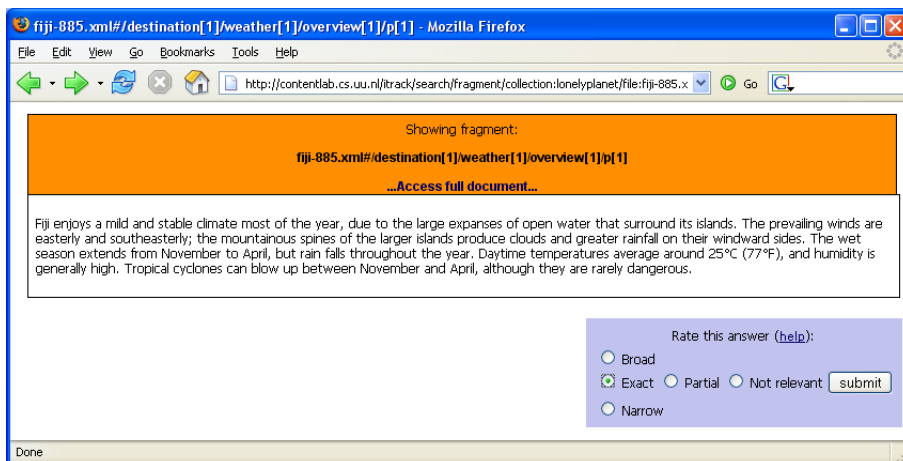 fiji-885.xml#/destination[1]/weather[1]/overview[1]/p[1] - Mozilla Firefox
File Edit View Go Bookmarks Tools Help
http://contentlab.cs.uu.nl/itrack/search/fragment/collection:lonelyplanet/file:fiji-885.x Go G
Showing fragment:
fiji-885.xml#/destination[1]/weather[1]/overview[1]/p[1]
...Access full document...
Fiji enjoys a mild and stable climate most of the year, due to the large expanses of open water that surround its islands. The prevailing winds are
easterly and southeasterly; the mountainous spines of the larger islands produce clouds and greater rainfall on their windward sides. The wet
season extends from November to April, but rain falls throughout the year. Daytime temperatures average around 25°C (77°F), and humidity is
generally high. Tropical cyclones can blow up between November and April, although they are rarely dangerous.
Rate this answer (help):
Broad
Exact Partial Not relevant submit
Narrow
Done